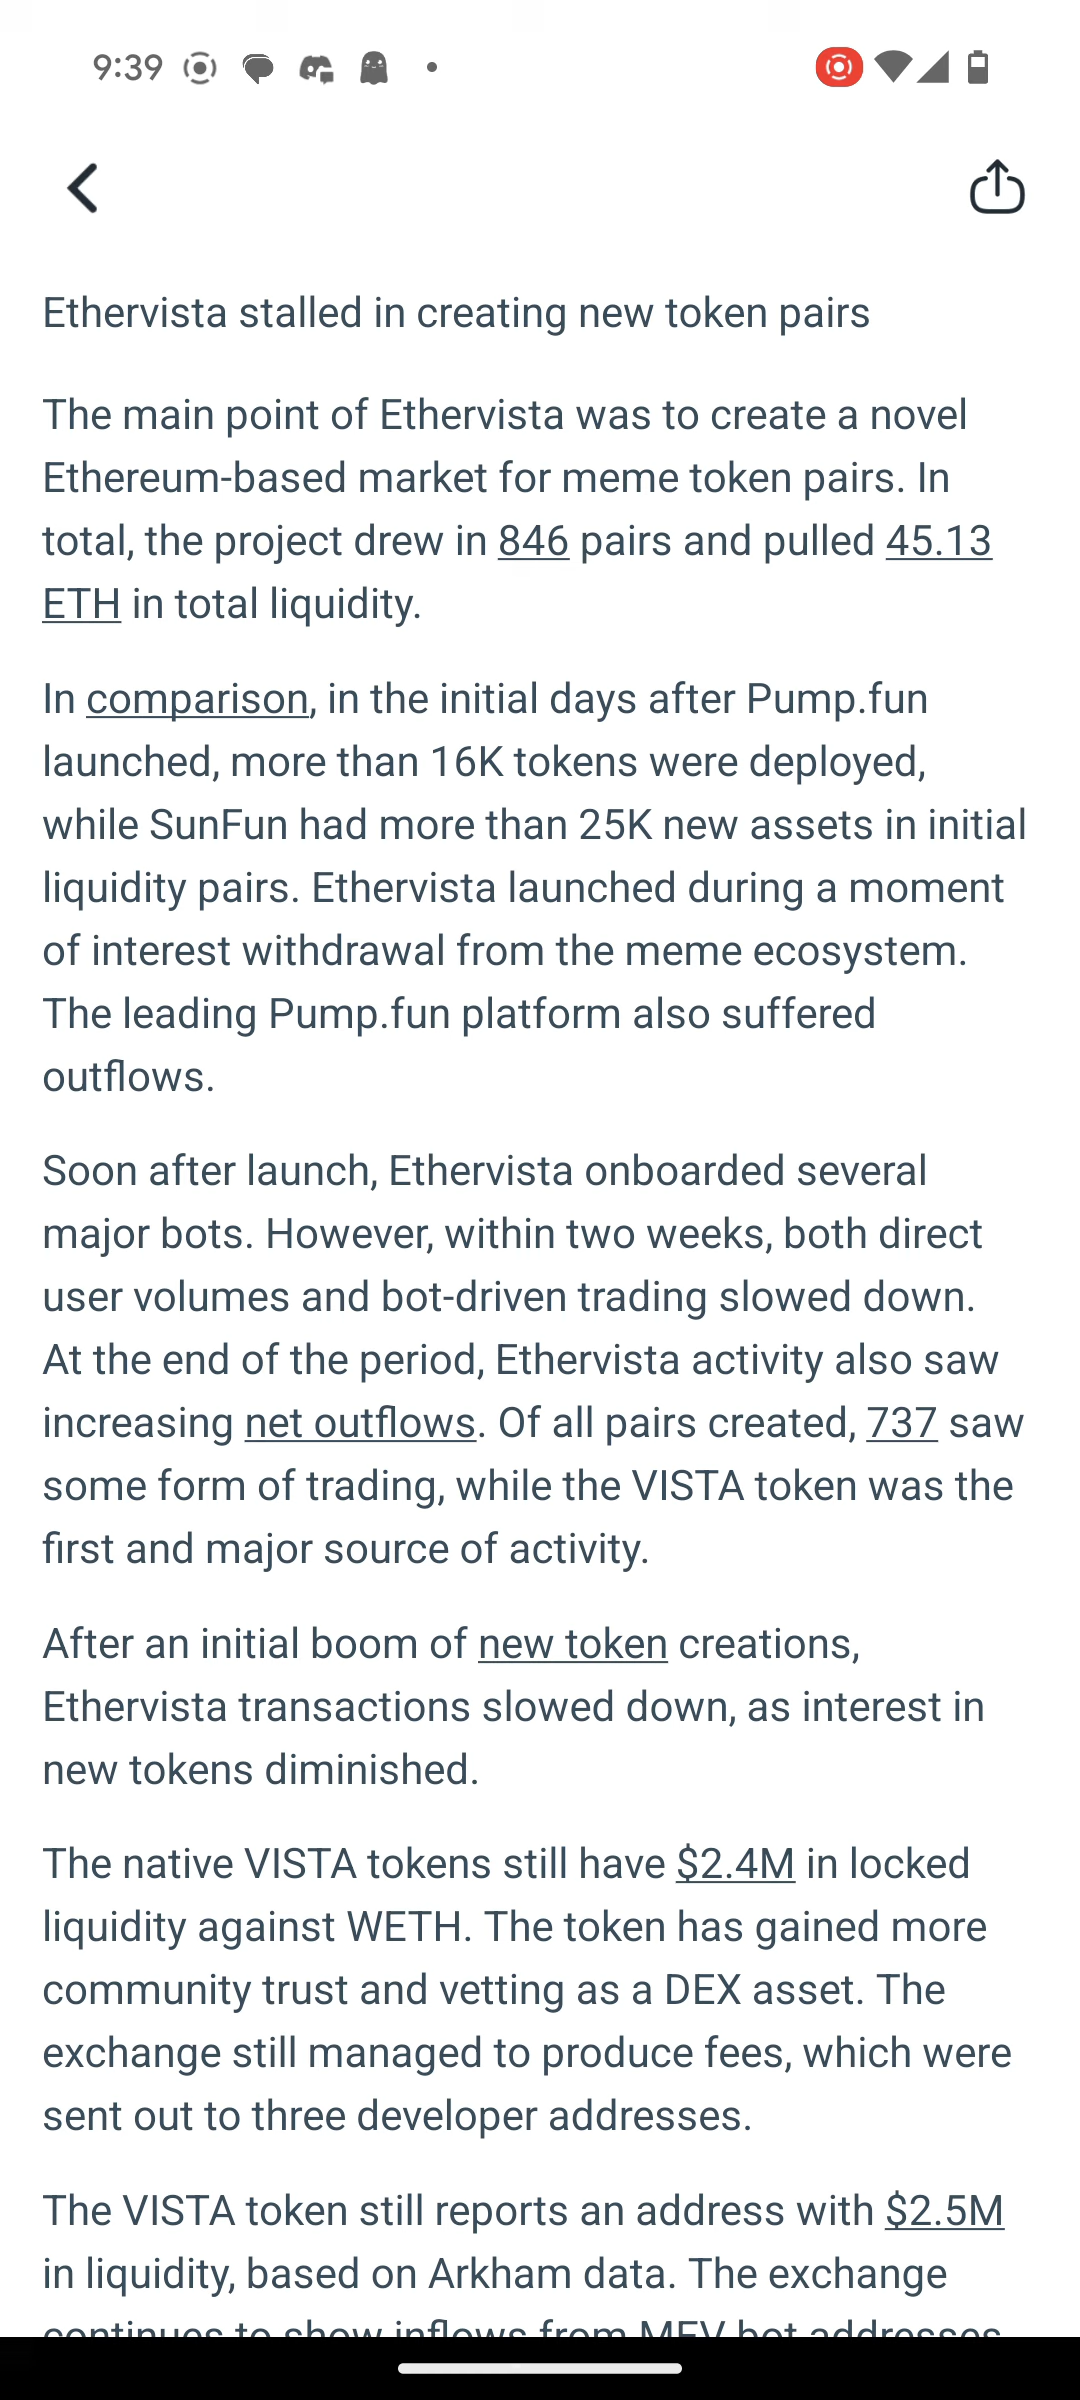 9:39
Ethervista stalled in creating new token pairs
The main point of Ethervista was to create a novel
Ethereum-based market for meme token pairs. In
total, the project drew in 846 pairs and pulled 45.13
ETH in total liquidity.
In comparison, in the initial days after Pump.fun
launched, more than 16K tokens were deployed,
while SunFun had more than 25K new assets in initial
liquidity pairs. Ethervista launched during a moment
of interest withdrawal from the meme ecosystem.
The leading Pump.fun platform also suffered
outflows.
Soon after launch, Ethervista onboarded several
major bots. However, within two weeks, both direct
user volumes and bot-driven trading slowed down.
At the end of the period, Ethervista activity also saw
increasing net outflows. Of all pairs created, 737 saw
some form of trading, while the VISTA token was the
first and major source of activity.
After an initial boom of new token creations,
Ethervista transactions slowed down, as interest in
new tokens diminished.
The native VISTA tokens still have $2.4M in locked
liquidity against WETH. The token has gained more
community trust and vetting as a DEX asset. The
exchange still managed to produce fees, which were
sent out to three developer addresses.
The VISTA token still reports an address with $2.5M
in liquidity, based on Arkham data. The exchange
continues to show inflows from MEV bot addresses